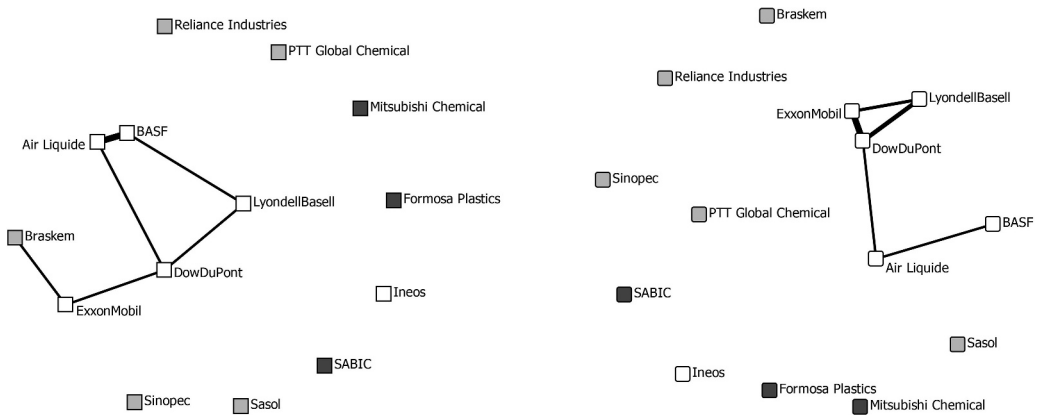 Reliance Industries
PTT Global Chemical
Mitsubishi Chemical
BASF
Air Liquide
Formosa Plastics
LyondellBasell
Braskem
DowDuPont
Ineos
ExxonMobil
SABIC
Sinopec
Sasol
Braskem
Reliance Industries
LyondellBasell
ExxonMobil
DowDuPont
Sinopec
PTT Global Chemical
BASF
Air Liquide
SABIC
Sasol
Ineos
Formosa Plastics
Mitsubishi Chemical